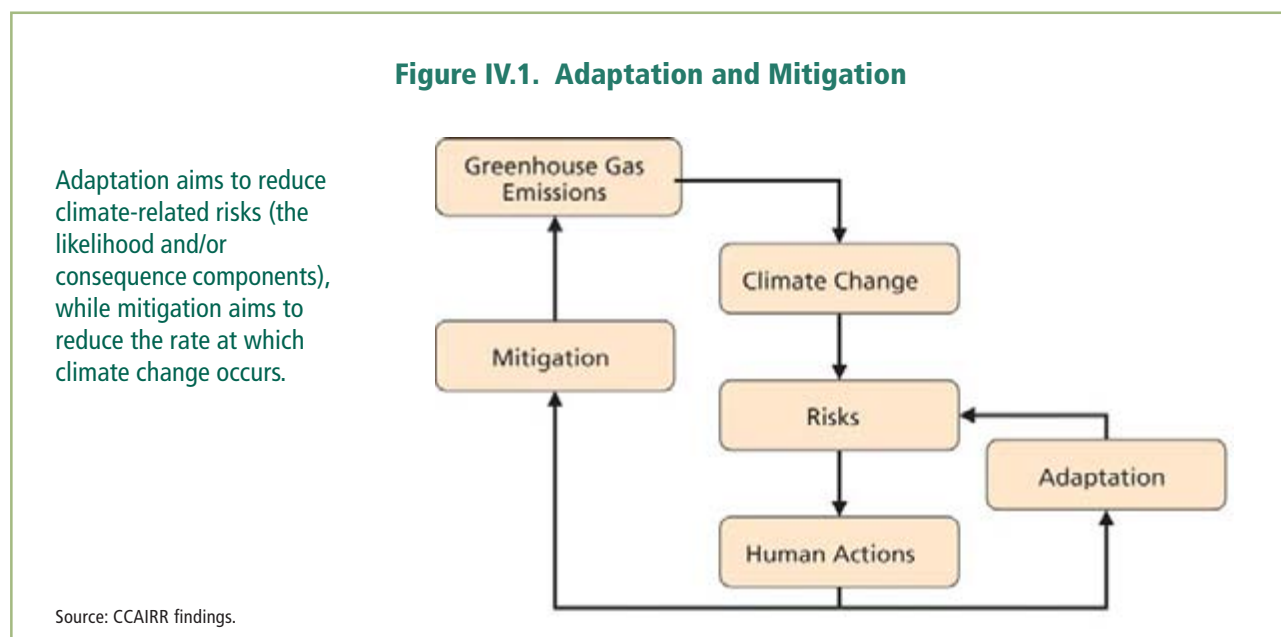 Figure IV.1. Adaptation and Mitigation
Adaptation aims to reduce
climate-related risks (the
likelihood and/or
consequence components),
while mitigation aims to
reduce the rate at which
climate change occurs.
Greenhouse Gas
Emissions
Climate Change
Mitigation
Risks
Adaptation
Human Actions
Source: CCAIRR findings.